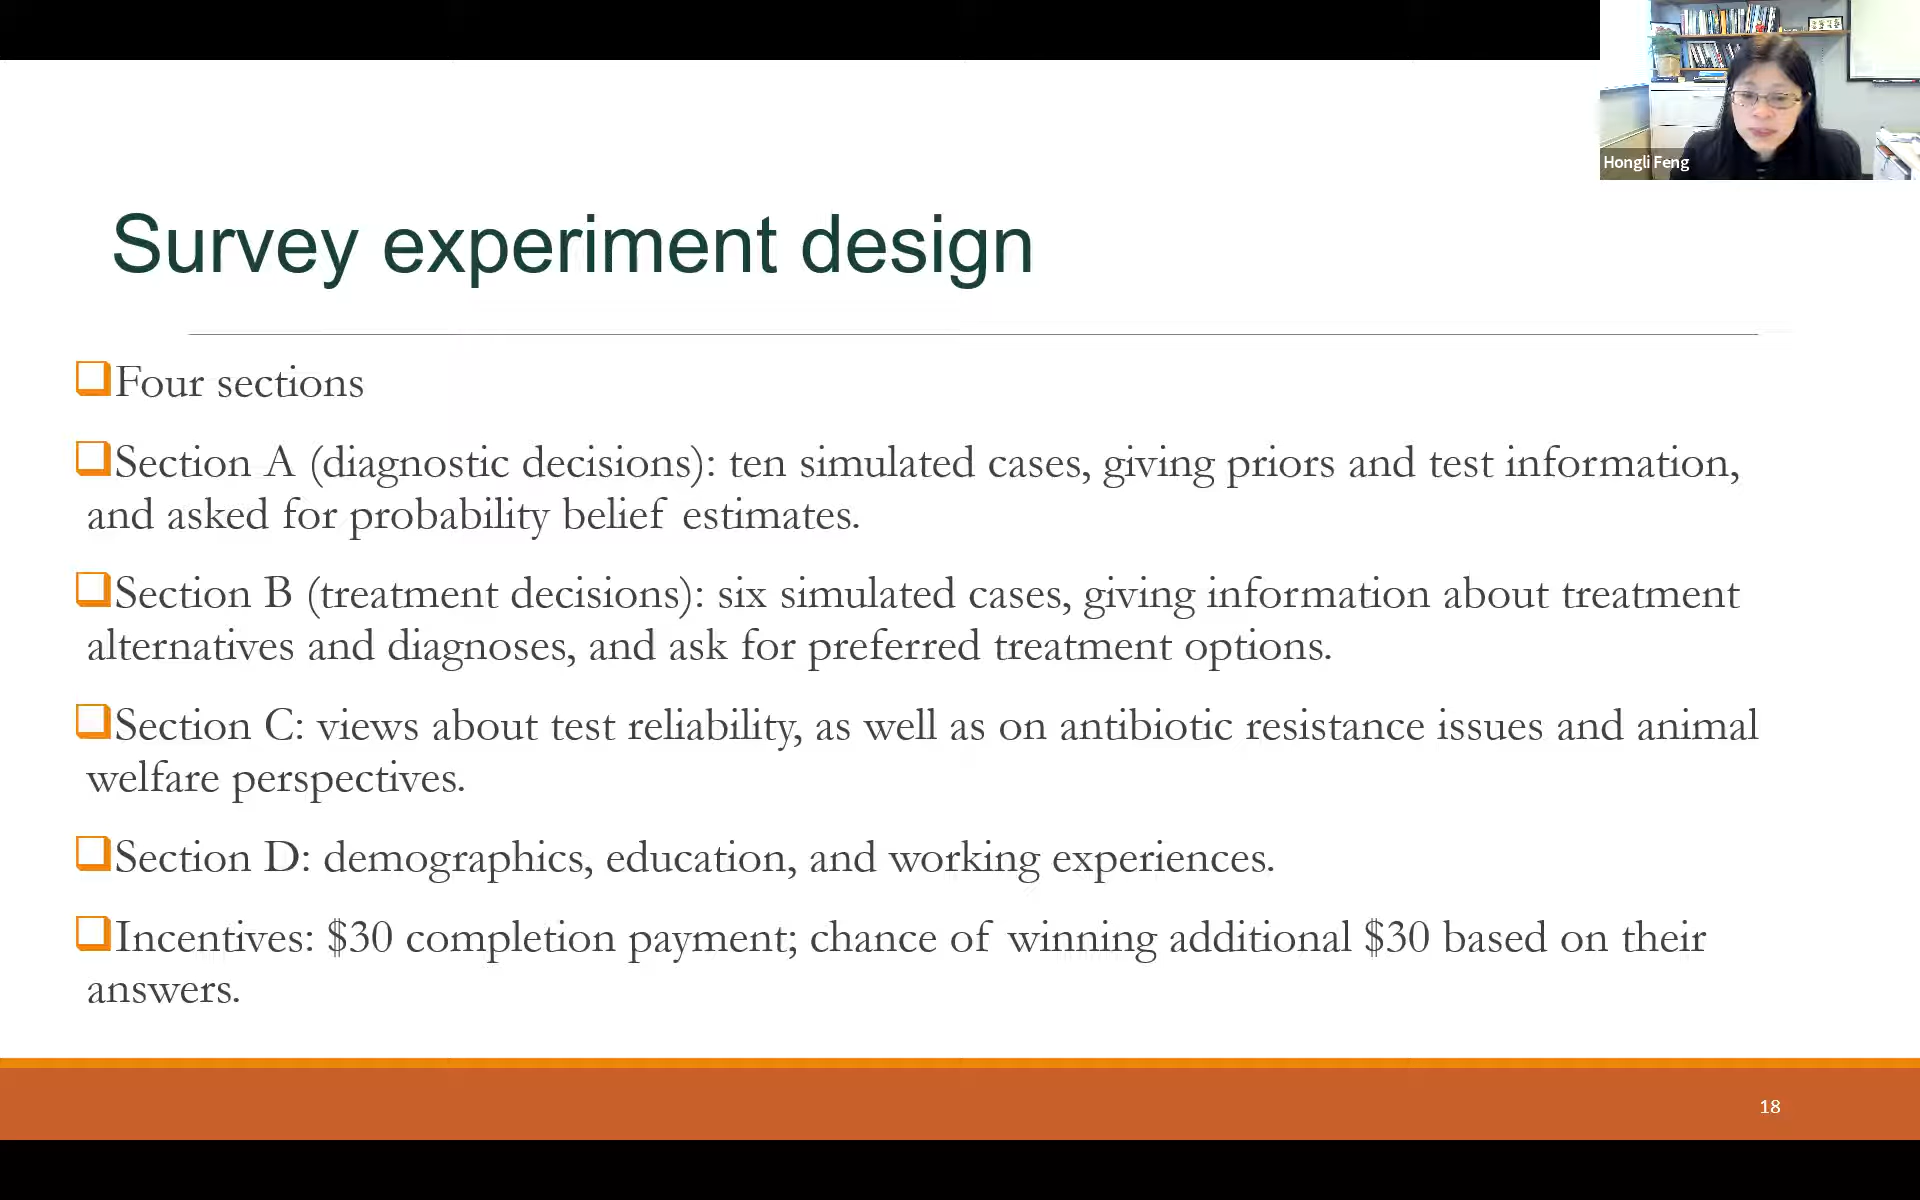 Hongli Feng
Survey experiment design
Four sections
Section A (diagnostic decisions): ten simulated cases, giving priors and test information,
and asked for probability belief estimates.
Section B (treatment decisions): six simulated cases, giving information about treatment
alternatives and diagnoses, and ask for preferred treatment options.
Section C: views about test reliability, as well as on antibiotic resistance issues and animal
welfare perspectives.
Section D: demographics, education, and working experiences.
Incentives: $30 completion payment; chance of winning additional $30 based on their
answers.
18